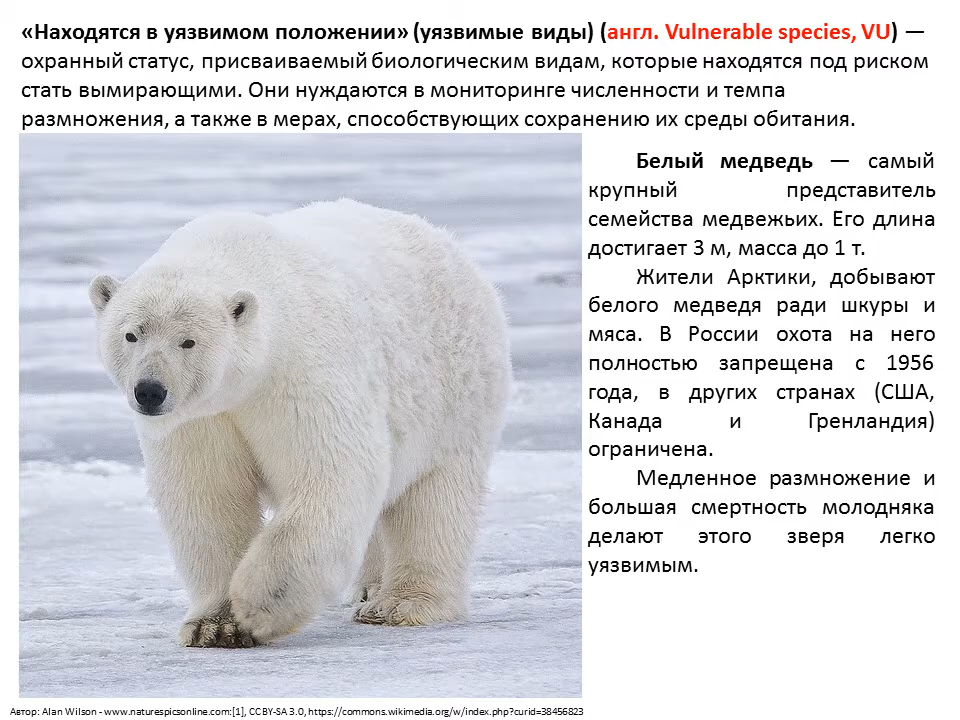 «Находятся в уязвимом положении» (уязвимые виды) (англ. Vulnerable species, VU) —
охранный статус, присваиваемый биологическим видам, которые находятся под риском
стать вымирающими. Они нуждаются в мониторинге численности и темпа
размножения, а также в мерах, способствующих сохранению их среды обитания.
Белый медведь — самый
крупный представитель
семейства медвежьих. Его длина
достигает 3 м, масса до 1 т.
Жители Арктики, добывают
белого медведя ради шкуры и
мяса. В России охота на него
полностью запрещена с 1956
года, в других странах (США,
Канада и Гренландия)
ограничена.
Медленное размножение и
большая смертность молодняка
делают этого зверя легко
уязвимым.
Автор: Alan Wilson - www.naturespicsonline.com:[1], CC BY-SA 3.0, https://commons.wikimedia.org/w/index.php?curid=38456823